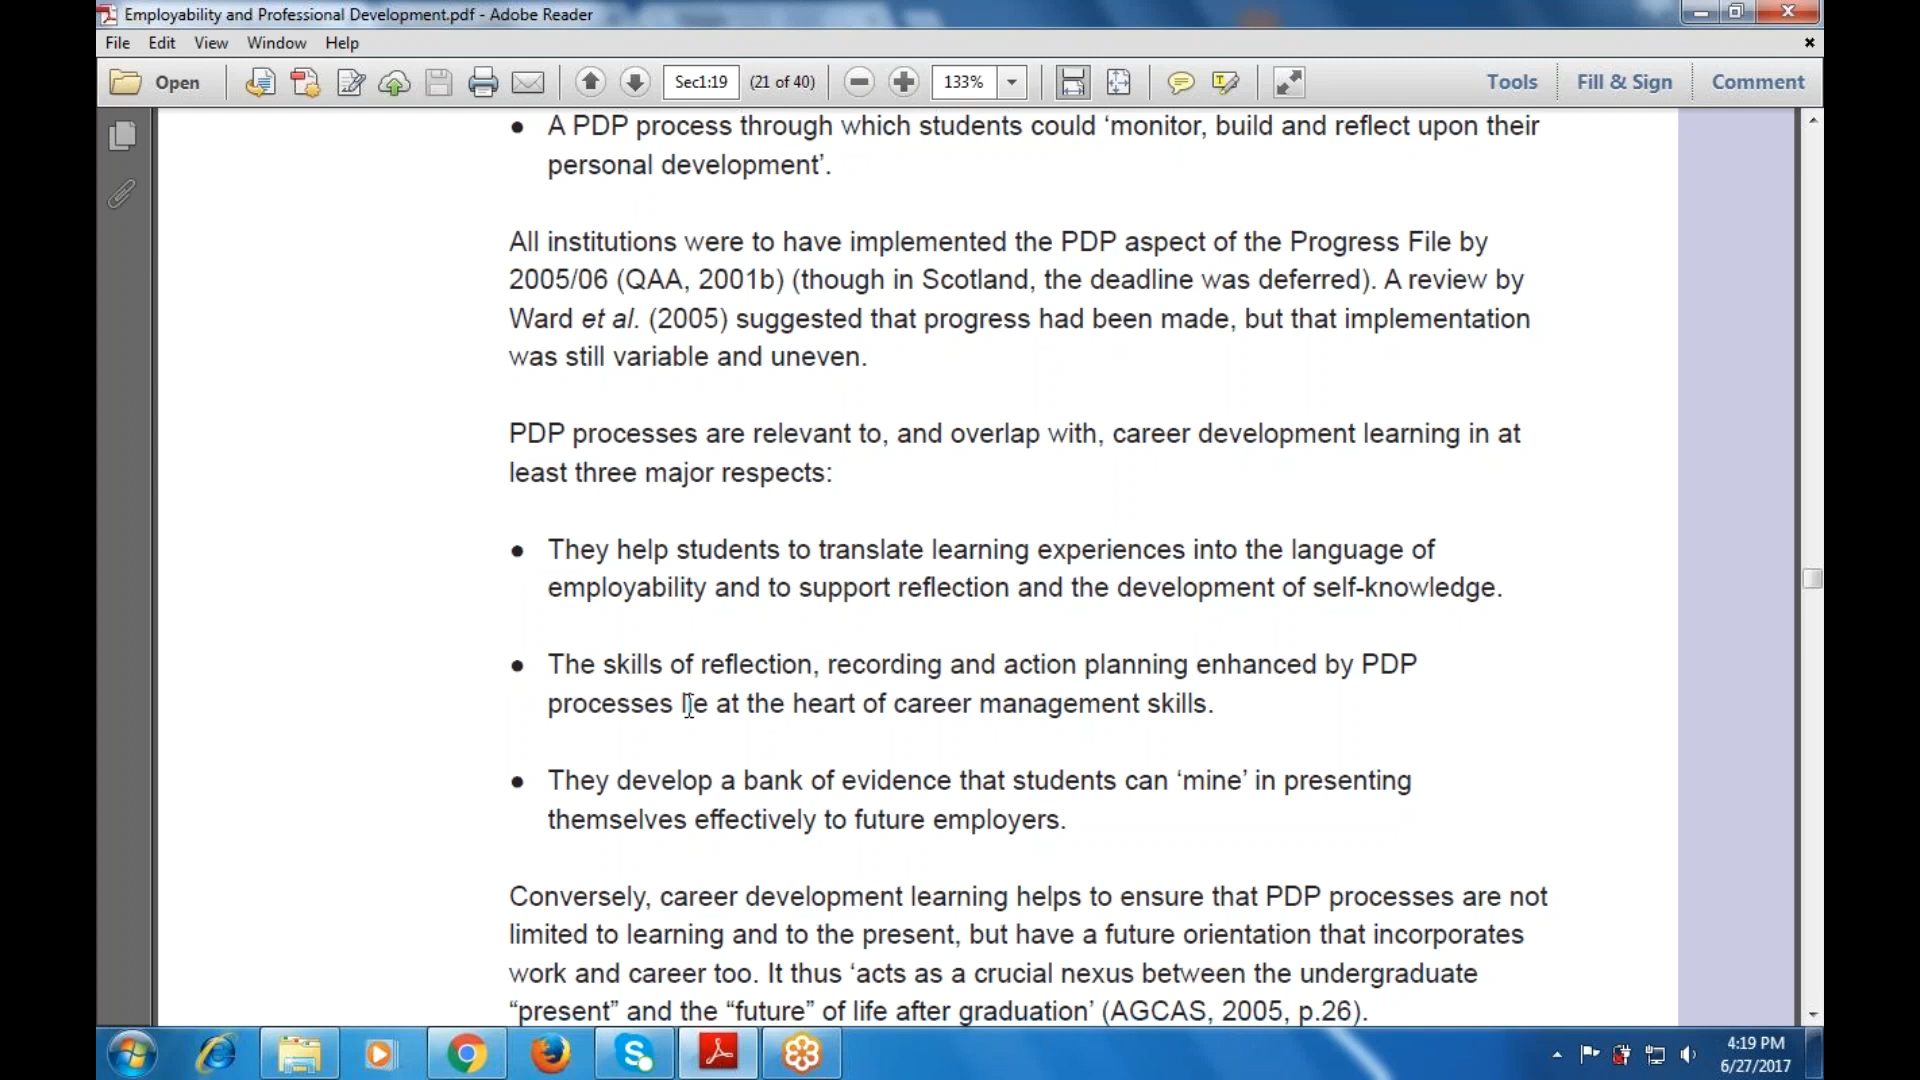 Employability and Professional Development.pdf - Adobe Reader
File Edit View Window Help
Open Sec1:19 (21 of 40) 133% Tools Fill & Sign Comment
● A PDP process through which students could ‘monitor, build and reflect upon their
personal development’.
All institutions were to have implemented the PDP aspect of the Progress File by
2005/06 (QAA, 2001b) (though in Scotland, the deadline was deferred). A review by
Ward et al. (2005) suggested that progress had been made, but that implementation
was still variable and uneven.
PDP processes are relevant to, and overlap with, career development learning in at
least three major respects:
● They help students to translate learning experiences into the language of
employability and to support reflection and the development of self-knowledge.
● The skills of reflection, recording and action planning enhanced by PDP
processes lie at the heart of career management skills.
● They develop a bank of evidence that students can ‘mine’ in presenting
themselves effectively to future employers.
Conversely, career development learning helps to ensure that PDP processes are not
limited to learning and to the present, but have a future orientation that incorporates
work and career too. It thus ‘acts as a crucial nexus between the undergraduate
“present” and the “future” of life after graduation’ (AGCAS, 2005, p.26).
4:19 PM
6/27/2017